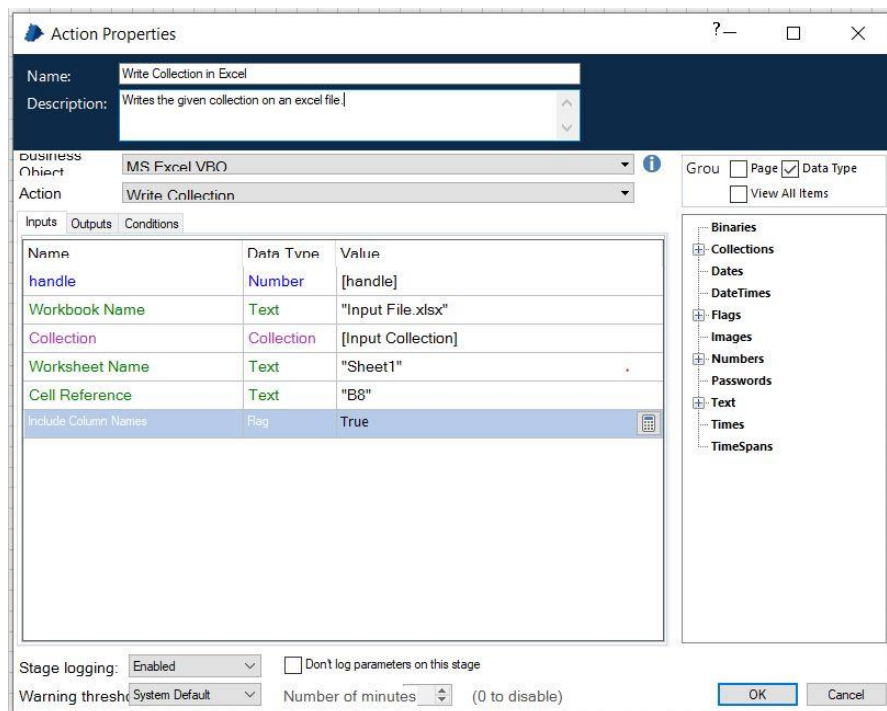 Action Properties
?
Name: Write Collection in Excel
Description: Writes the given collection on an excel file.
Business Object MS Excel VBO
Action Write Collection
Grou Page Data Type
View All Items
Inputs Outputs Conditions
Name Data Type Value
handle Number [handle]
Workbook Name Text "Input File.xlsx"
Collection Collection [Input Collection]
Worksheet Name Text "Sheet1"
Cell Reference Text "B8"
Include Column Names Flag True
Binaries
Collections
Dates
DateTimes
Flags
Images
Numbers
Passwords
Text
Times
TimeSpans
Stage logging: Enabled Don't log parameters on this stage
Warning thresho System Default Number of minutes (0 to disable)
OK Cancel